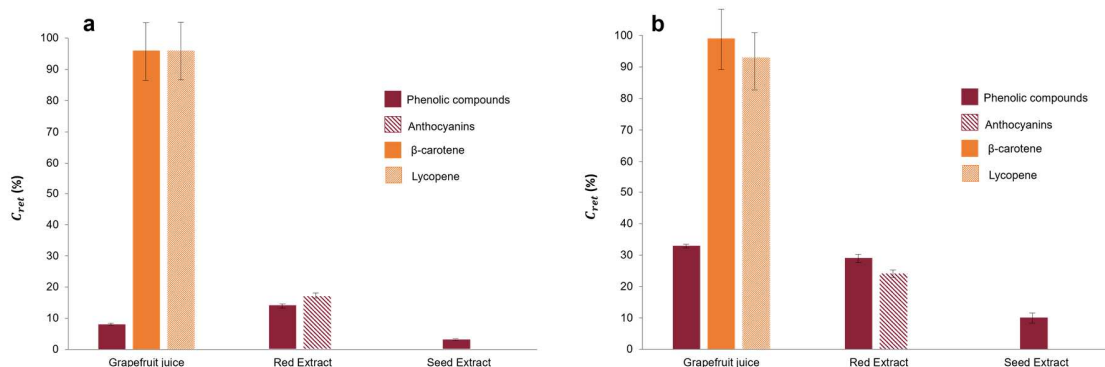 a
100
90
80
70
60
50
40
30
20
10
0
C_ret (%)
Phenolic compounds
Anthocyanins
β-carotene
Lycopene
Grapefruit juice
Red Extract
Seed Extract
b
100
90
80
70
60
50
40
30
20
10
0
C_ret (%)
Phenolic compounds
Anthocyanins
β-carotene
Lycopene
Grapefruit juice
Red Extract
Seed Extract